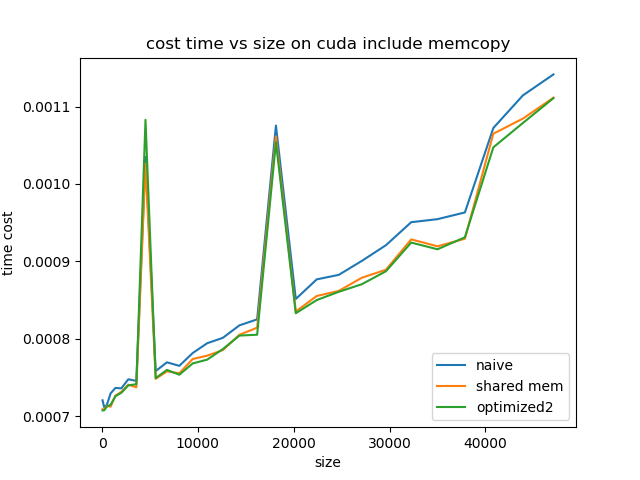 cost time vs size on cuda include memcopy
0.0011
0.0010
0.0009
0.0008
0.0007
time cost
0
10000
20000
30000
40000
size
naive
shared mem
optimized2